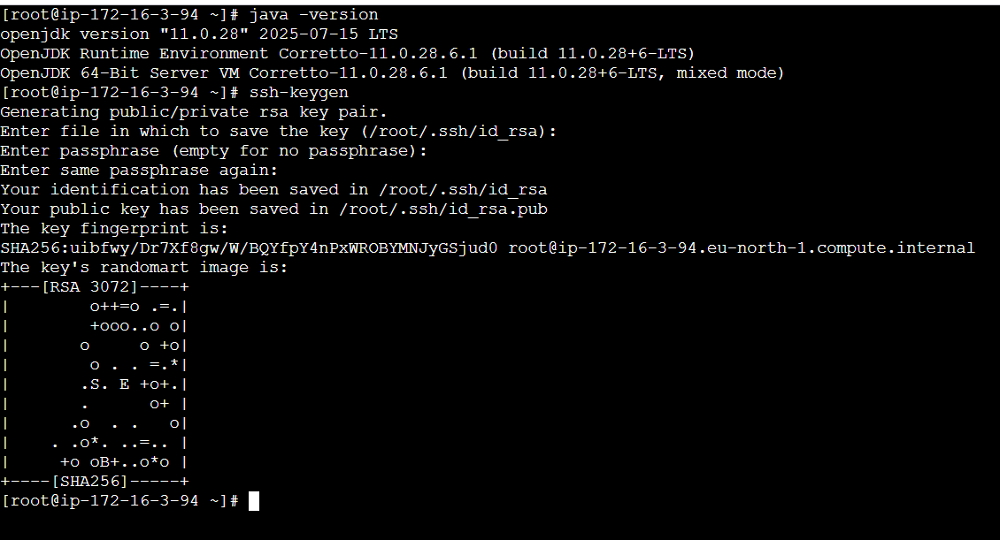 [root@ip-172-16-3-94 ~]# java -version
openjdk version "11.0.28" 2025-07-15 LTS
OpenJDK Runtime Environment Corretto-11.0.28.6.1 (build 11.0.28+6-LTS)
OpenJDK 64-Bit Server VM Corretto-11.0.28.6.1 (build 11.0.28+6-LTS, mixed mode)
[root@ip-172-16-3-94 ~]# ssh-keygen
Generating public/private rsa key pair.
Enter file in which to save the key (/root/.ssh/id_rsa):
Enter passphrase (empty for no passphrase):
Enter same passphrase again:
Your identification has been saved in /root/.ssh/id_rsa
Your public key has been saved in /root/.ssh/id_rsa.pub
The key fingerprint is:
SHA256:uibfwy/Dr7Xf8gw/W/BQYfpY4nPxWROBYMNJyGSjud0 root@ip-172-16-3-94.eu-north-1.compute.internal
The key's randomart image is:
+---[RSA 3072]----+
|        o++=o .=.|
|        +ooo..o o|
|       o     o +o|
|        o . . =.*|
|       .S. E +o+.|
|       .      o+ |
|      .o  . .   o|
|    . .o*. ..=.. |
|     +o oB+..o*o |
+----[SHA256]-----+
[root@ip-172-16-3-94 ~]#